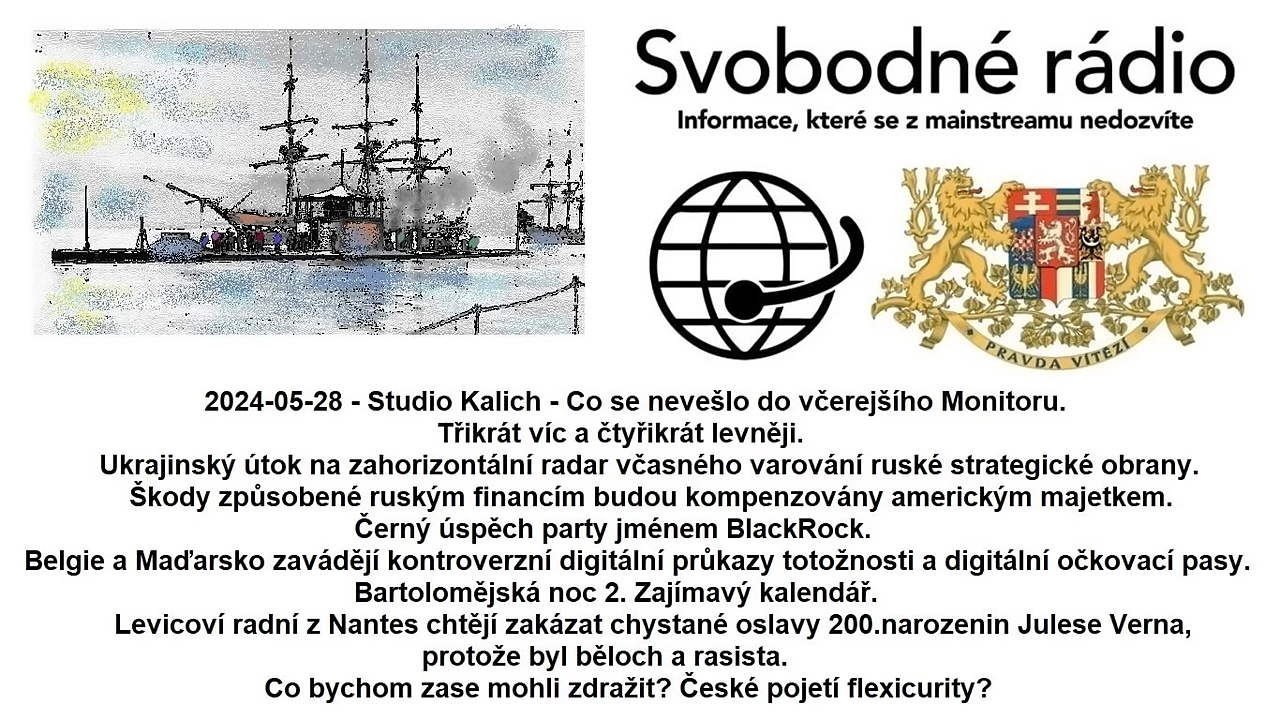 Svobodné rádio
Informace, které se z mainstreamu nedozvíte
PRAVDA VÍTĚZÍ
2024-05-28 - Studio Kalich - Co se nevešlo do včerejšího Monitoru.
Třikrát víc a čtyřikrát levněji.
Ukrajinský útok na zahorizontální radar včasného varování ruské strategické obrany.
Škody způsobené ruským financím budou kompenzovány americkým majetkem.
Černý úspěch party jménem BlackRock.
Belgie a Maďarsko zavádějí kontroverzní digitální průkazy totožnosti a digitální očkovací pasy.
Bartolomějská noc 2. Zajímavý kalendář.
Levicoví radní z Nantes chtějí zakázat chystané oslavy 200.narozenin Julese Verna,
protože byl běloch a rasista.
Co bychom zase mohli zdražit? České pojetí flexicurity?